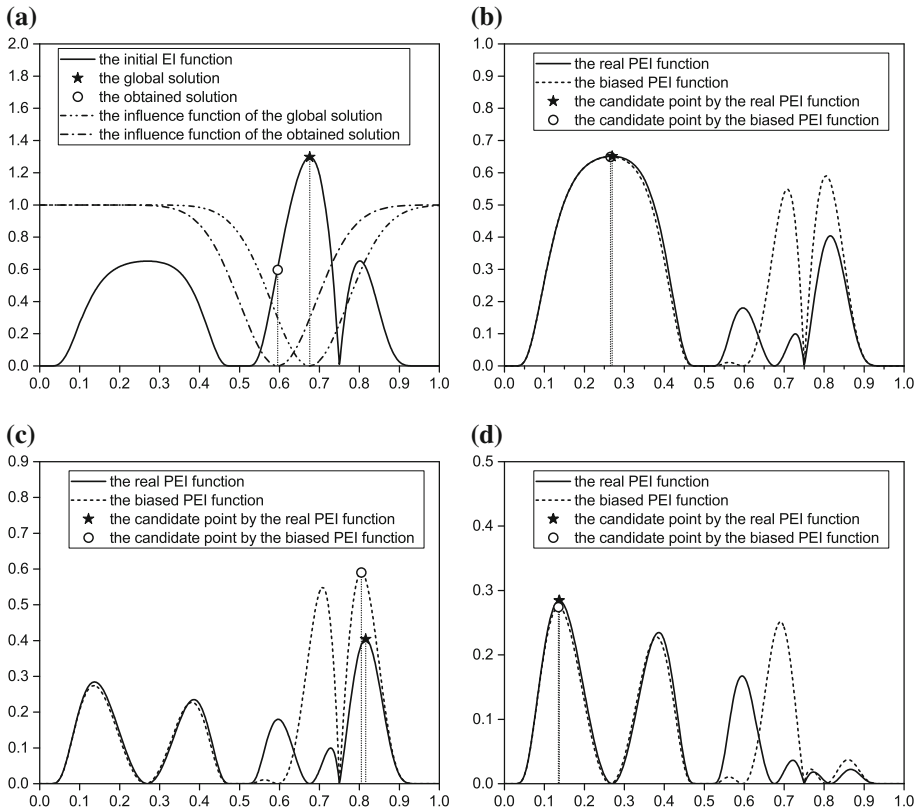 (a)
2.0
1.8
1.6
1.4
1.2
1.0
0.8
0.6
0.4
0.2
0.0
the initial EI function
the global solution
the obtained solution
the influence function of the global solution
the influence function of the obtained solution
0.0 0.1 0.2 0.3 0.4 0.5 0.6 0.7 0.8 0.9 1.0
(b)
1.0
0.9
0.8
0.7
0.6
0.5
0.4
0.3
0.2
0.1
0.0
the real PEI function
the biased PEI function
the candidate point by the real PEI function
the candidate point by the biased PEI function
0.0 0.1 0.2 0.3 0.4 0.5 0.6 0.7 0.8 0.9 1.0
(c)
0.9
0.8
0.7
0.6
0.5
0.4
0.3
0.2
0.1
0.0
the real PEI function
the biased PEI function
the candidate point by the real PEI function
the candidate point by the biased PEI function
0.0 0.1 0.2 0.3 0.4 0.5 0.6 0.7 0.8 0.9 1.0
(d)
0.5
0.4
0.3
0.2
0.1
0.0
the real PEI function
the biased PEI function
the candidate point by the real PEI function
the candidate point by the biased PEI function
0.0 0.1 0.2 0.3 0.4 0.5 0.6 0.7 0.8 0.9 1.0